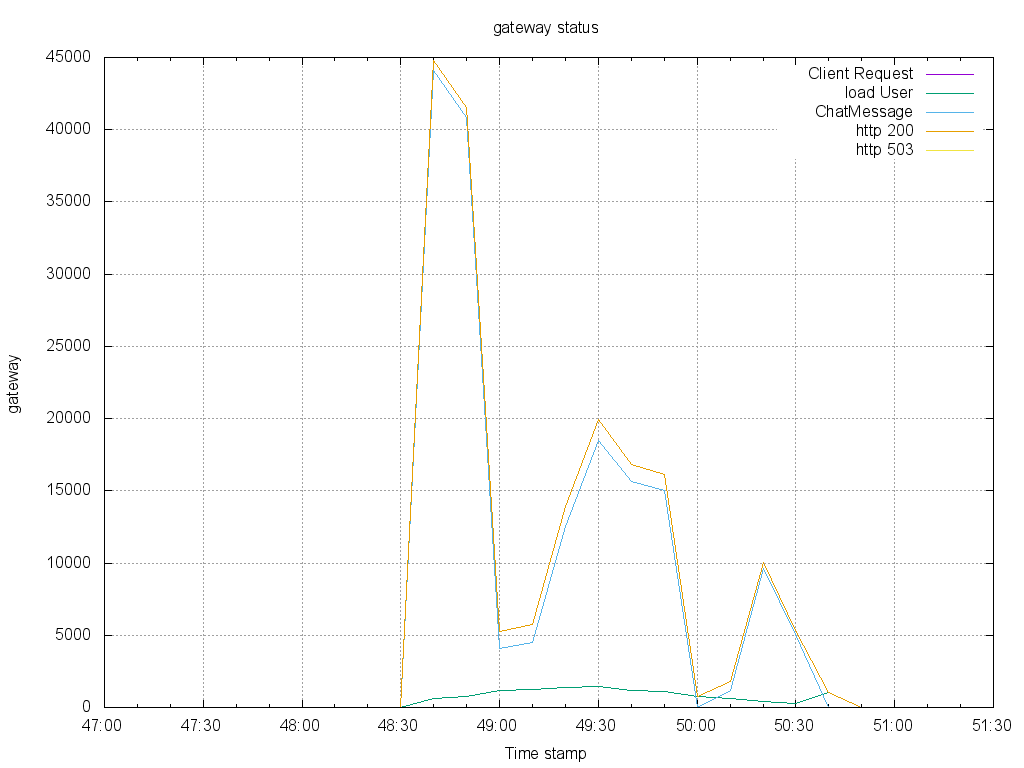 gateway status
45000
40000
35000
30000
25000
20000
15000
10000
5000
0
gateway
Client Request
load User
ChatMessage
http 200
http 503
47:00 47:30 48:00 48:30 49:00 49:30 50:00 50:30 51:00 51:30
Time stamp